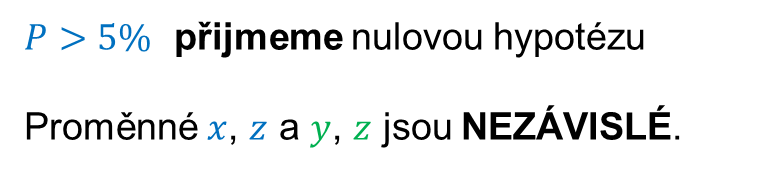 P > 5% přijmeme nulovou hypotézu
Proměnné x, z a y, z jsou NEZÁVISLÉ.